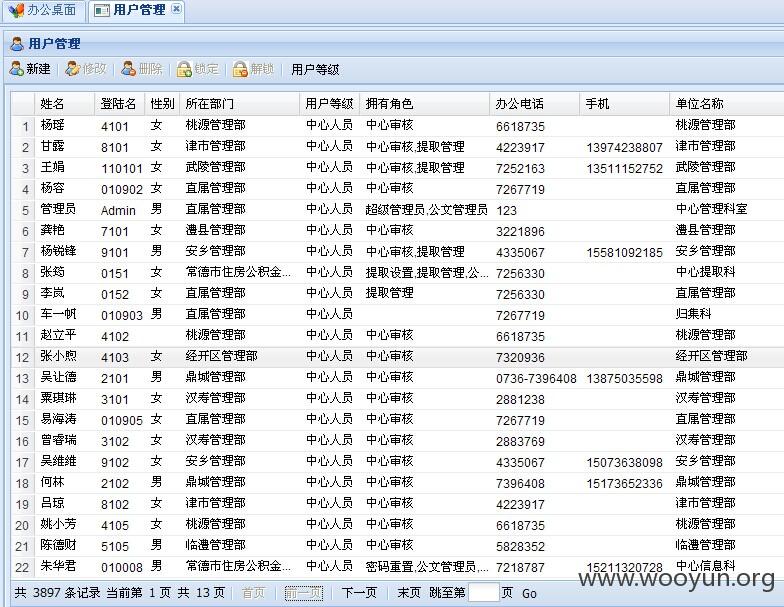 办公桌面 用户管理
用户管理
新建 修改 删除 锁定 解锁 用户等级
姓名 登陆名 性别 所在部门 用户等级 拥有角色 办公电话 手机 单位名称
1 杨瑶 4101 女 桃源管理部 中心人员 中心审核 6618735 桃源管理部
2 甘露 8101 女 津市管理部 中心人员 中心审核,提取管理 4223917 13974238807 津市管理部
3 王娟 110101 女 武陵管理部 中心人员 中心审核,提取管理 7252163 13511152752 武陵管理部
4 杨容 010902 女 直属管理部 中心人员 中心审核 7267719 直属管理部
5 管理员 Admin 男 直属管理部 中心人员 超级管理员,公文管理员 123 中心管理科室
6 龚艳 7101 女 澧县管理部 中心人员 中心审核 3221896 澧县管理部
7 杨锐锋 9101 男 安乡管理部 中心人员 中心审核,提取管理 4335067 15581092185 安乡管理部
8 张筠 0151 女 常德市住房公积金... 中心人员 提取设置,提取管理,公... 7256330 中心提取科
9 李岚 0152 女 直属管理部 中心人员 提取管理 7256330 直属管理部
10 车一帆 010903 男 直属管理部 中心人员 7267719 归集科
11 赵立平 4102 桃源管理部 中心人员 中心审核 6618735 桃源管理部
12 张小煦 4103 女 经开区管理部 中心人员 中心审核 7320936 经开区管理部
13 吴让德 2101 男 鼎城管理部 中心人员 中心审核 0736-7396408 13875035598 鼎城管理部
14 粟琪琳 3101 女 汉寿管理部 中心人员 中心审核 2881238 汉寿管理部
15 易海涛 010905 女 直属管理部 中心人员 中心审核 7267719 直属管理部
16 曾睿瑞 3102 女 汉寿管理部 中心人员 中心审核 2883769 汉寿管理部
17 吴维维 9102 女 安乡管理部 中心人员 中心审核 4335067 15073638098 安乡管理部
18 何林 2102 男 鼎城管理部 中心人员 中心审核 7396408 15173652336 鼎城管理部
19 吕琼 8102 女 津市管理部 中心人员 中心审核 4223917 津市管理部
20 姚小芳 4105 女 桃源管理部 中心人员 中心审核 6618735 桃源管理部
21 陈德财 5105 男 临澧管理部 中心人员 中心审核 5828352 临澧管理部
22 朱华君 010008 男 常德市住房公积金... 中心人员 密码重置,公文管理员,... 7218787 15211320728 中心信息科
共 3897 条记录 当前第 1 页 共 13 页 首页 前一页 下一页 末页 跳至第 页 Go
www.wooyun.org